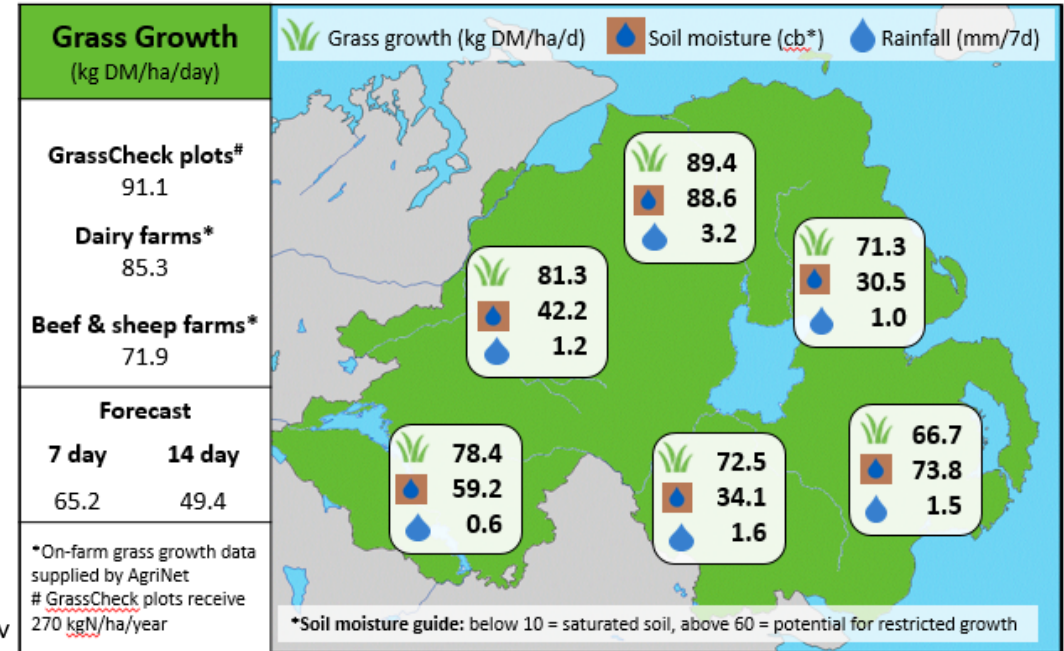 Grass Growth
(kg DM/ha/day)
GrassCheck plots#
91.1
Dairy farms*
85.3
Beef & sheep farms*
71.9
Forecast
7 day 14 day
65.2 49.4
*On-farm grass growth data
supplied by AgriNet
# GrassCheck plots receive
270 kgN/ha/year
v
Grass growth (kg DM/ha/d) Soil moisture (cb*) Rainfall (mm/7d)
89.4
88.6
3.2
71.3
30.5
1.0
81.3
42.2
1.2
78.4
59.2
0.6
72.5
34.1
1.6
66.7
73.8
1.5
*Soil moisture guide: below 10 = saturated soil, above 60 = potential for restricted growth